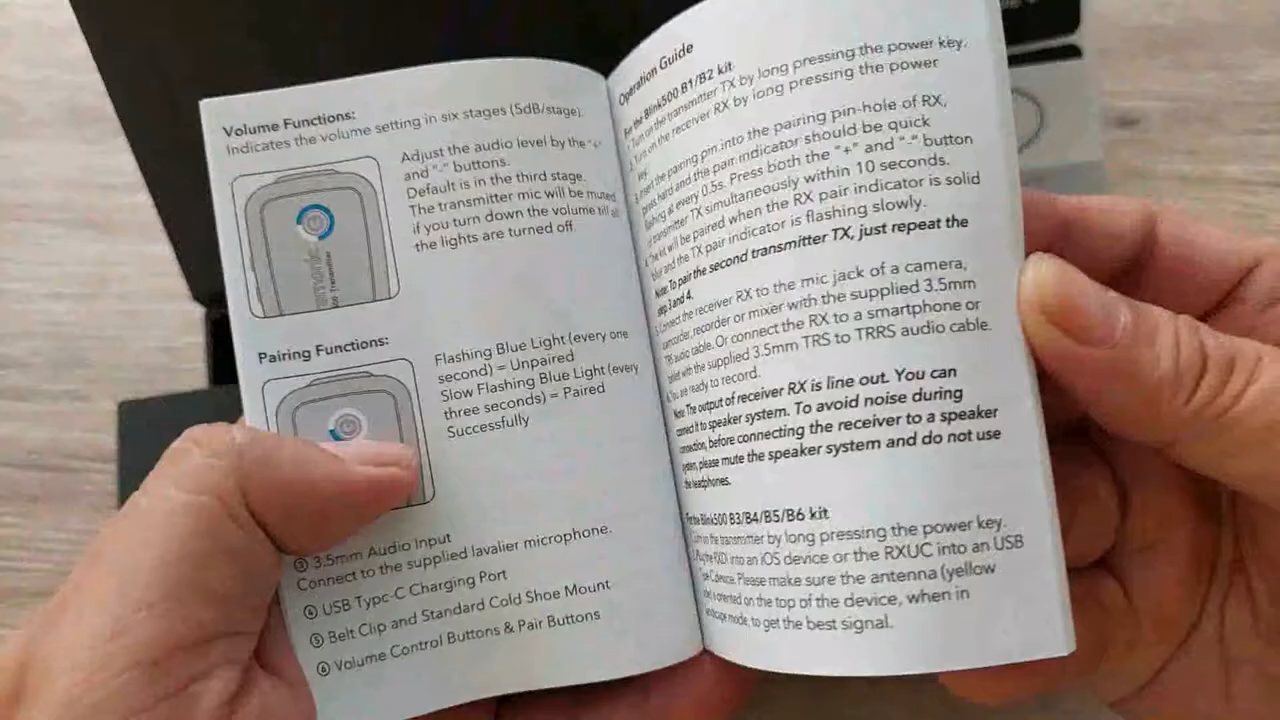 Volume Functions:
Indicates the volume setting in six stages (5dB/stage).
Adjust the audio level by the "+"
and "-" buttons.
Default is in the third stage.
The transmitter mic will be muted
if you turn down the volume till all
the lights are turned off.
Transmitter
Pairing Functions:
Flashing Blue Light (every one
second) = Unpaired
Slow Flashing Blue Light (every
three seconds) = Paired
Successfully
③ 3.5mm Audio Input
Connect to the supplied lavalier microphone.
④ USB Typc-C Charging Port
⑤ Belt Clip and Standard Cold Shoe Mount
⑥ Volume Control Buttons & Pair Buttons
Operation Guide
For the Blink500 B1/B2 kit
1. Turn on the transmitter TX by long pressing the power key.
2. Turn on the receiver RX by long pressing the power
key.
3. Insert the pairing pin into the pairing pin-hole of RX,
press hard and the pair indicator should be quick
flashing at every 0.5s. Press both the "+" and "-" button
of transmitter TX simultaneously within 10 seconds.
4. The kit will be paired when the RX pair indicator is solid
blue and the TX pair indicator is flashing slowly.
Note: To pair the second transmitter TX, just repeat the
step 3 and 4.
5. Connect the receiver RX to the mic jack of a camera,
camcorder, recorder or mixer with the supplied 3.5mm
TRS audio cable. Or connect the RX to a smartphone or
tablet with the supplied 3.5mm TRS to TRRS audio cable.
6. You are ready to record.
Note: The output of receiver RX is line out. You can
connect it to speaker system. To avoid noise during
connection, before connecting the receiver to a speaker
system, please mute the speaker system and do not use
the headphones.
For the Blink500 B3/B4/B5/B6 kit
1. Turn on the transmitter by long pressing the power key.
2. Plug the RXDi into an iOS device or the RXUC into an USB
Type-C device. Please make sure the antenna (yellow
is oriented on the top of the device, when in
landscape mode, to get the best signal.